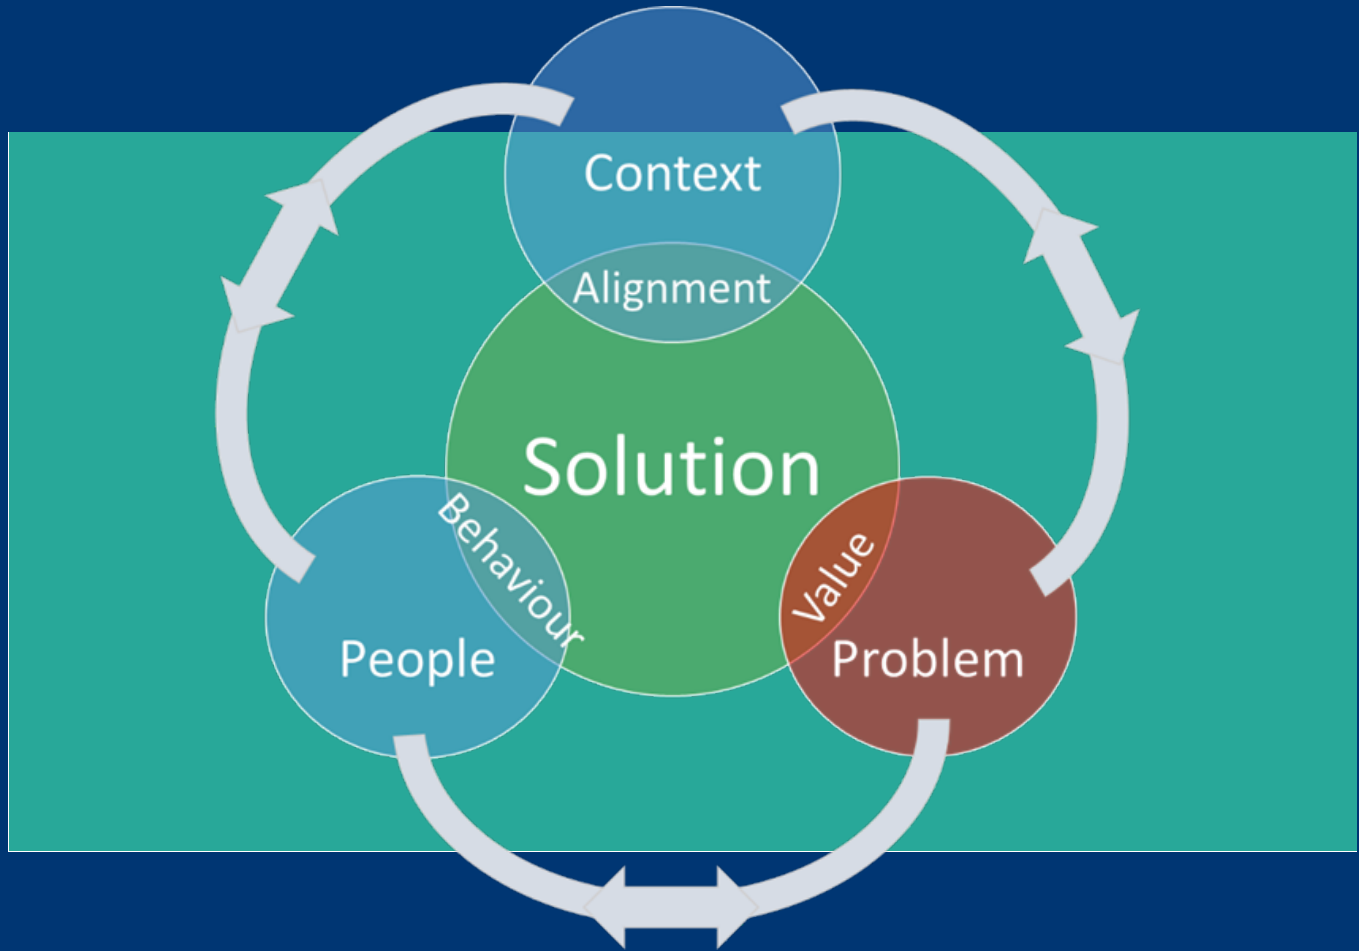 Context
Alignment
Solution
Behaviour
Value
People
Problem